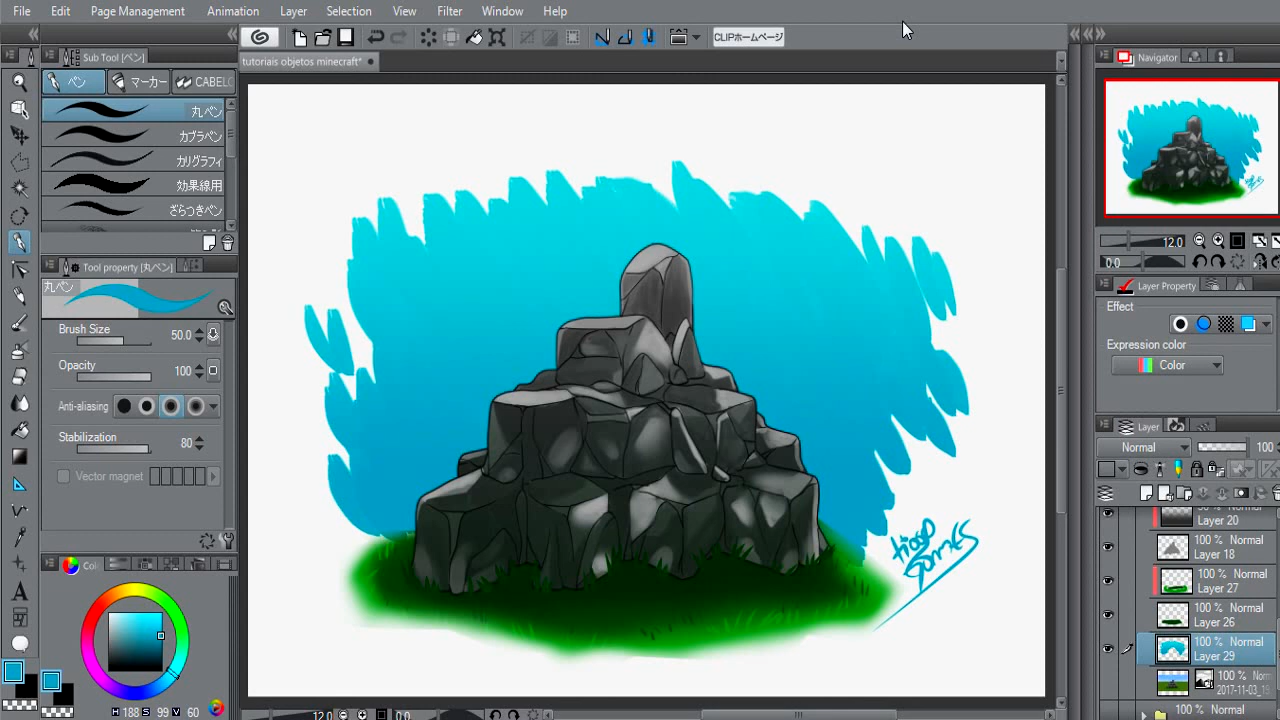 File Edit Page Management Animation Layer Selection View Filter Window Help
CLIPホームページ
Sub Tool [ペン]
tutoriais objetos minecraft*
Navigator
ペン マーカー CABELO
丸ペン
カブラペン
カリグラフィ
効果線用
ざらつきペン
Tool property [丸ペン]
丸ペン
Brush Size 50.0
Opacity 100
Anti-aliasing
Stabilization 80
Vector magnet
H 188 S 99 V 60
12.0 0.0
12.0
0.0
Layer Property
Effect
Expression color
Color
Layer
Normal 100
Layer 20
100 % Normal
Layer 18
100 % Normal
Layer 27
100 % Normal
Layer 26
100 % Normal
Layer 29
100 % Norm
2017-11-03_1
100 % Normal
tiago
gomes